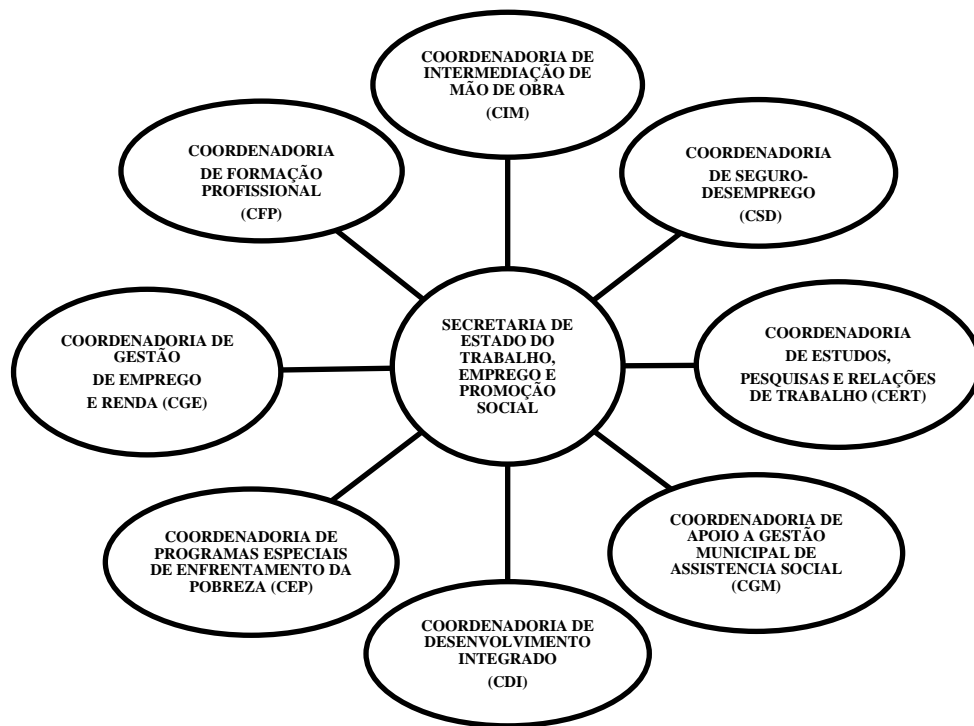 COORDENADORIA DE
INTERMEDIAÇÃO DE
MÃO DE OBRA
(CIM)
COORDENADORIA
DE FORMAÇÃO
PROFISSIONAL
(CFP)
COORDENADORIA
DE SEGURO-
DESEMPREGO
(CSD)
COORDENADORIA DE
GESTÃO
DE EMPREGO
E RENDA (CGE)
SECRETARIA DE
ESTADO DO
TRABALHO,
EMPREGO E
PROMOÇÃO
SOCIAL
COORDENADORIA
DE ESTUDOS,
PESQUISAS E RELAÇÕES
DE TRABALHO (CERT)
COORDENADORIA DE
PROGRAMAS ESPECIAIS
DE ENFRENTAMENTO DA
POBREZA (CEP)
COORDENADORIA DE
APOIO A GESTÃO
MUNICIPAL DE
ASSISTENCIA SOCIAL
(CGM)
COORDENADORIA DE
DESENVOLVIMENTO
INTEGRADO
(CDI)